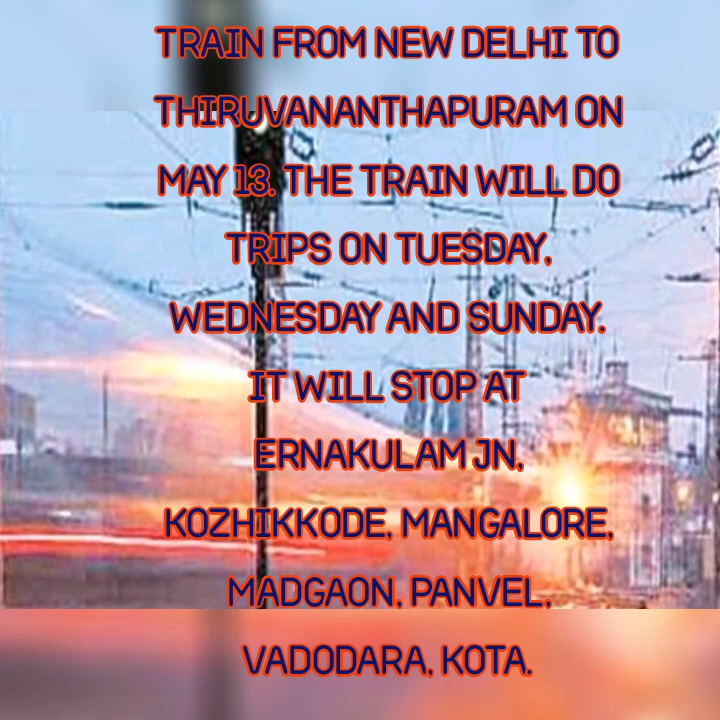 TRAIN FROM NEW DELHI TO
THIRUVANANTHAPURAM ON
MAY 13. THE TRAIN WILL DO
TRIPS ON TUESDAY,
WEDNESDAY AND SUNDAY.
IT WILL STOP AT
ERNAKULAM JN,
KOZHIKKODE, MANGALORE,
MADGAON, PANVEL,
VADODARA, KOTA.